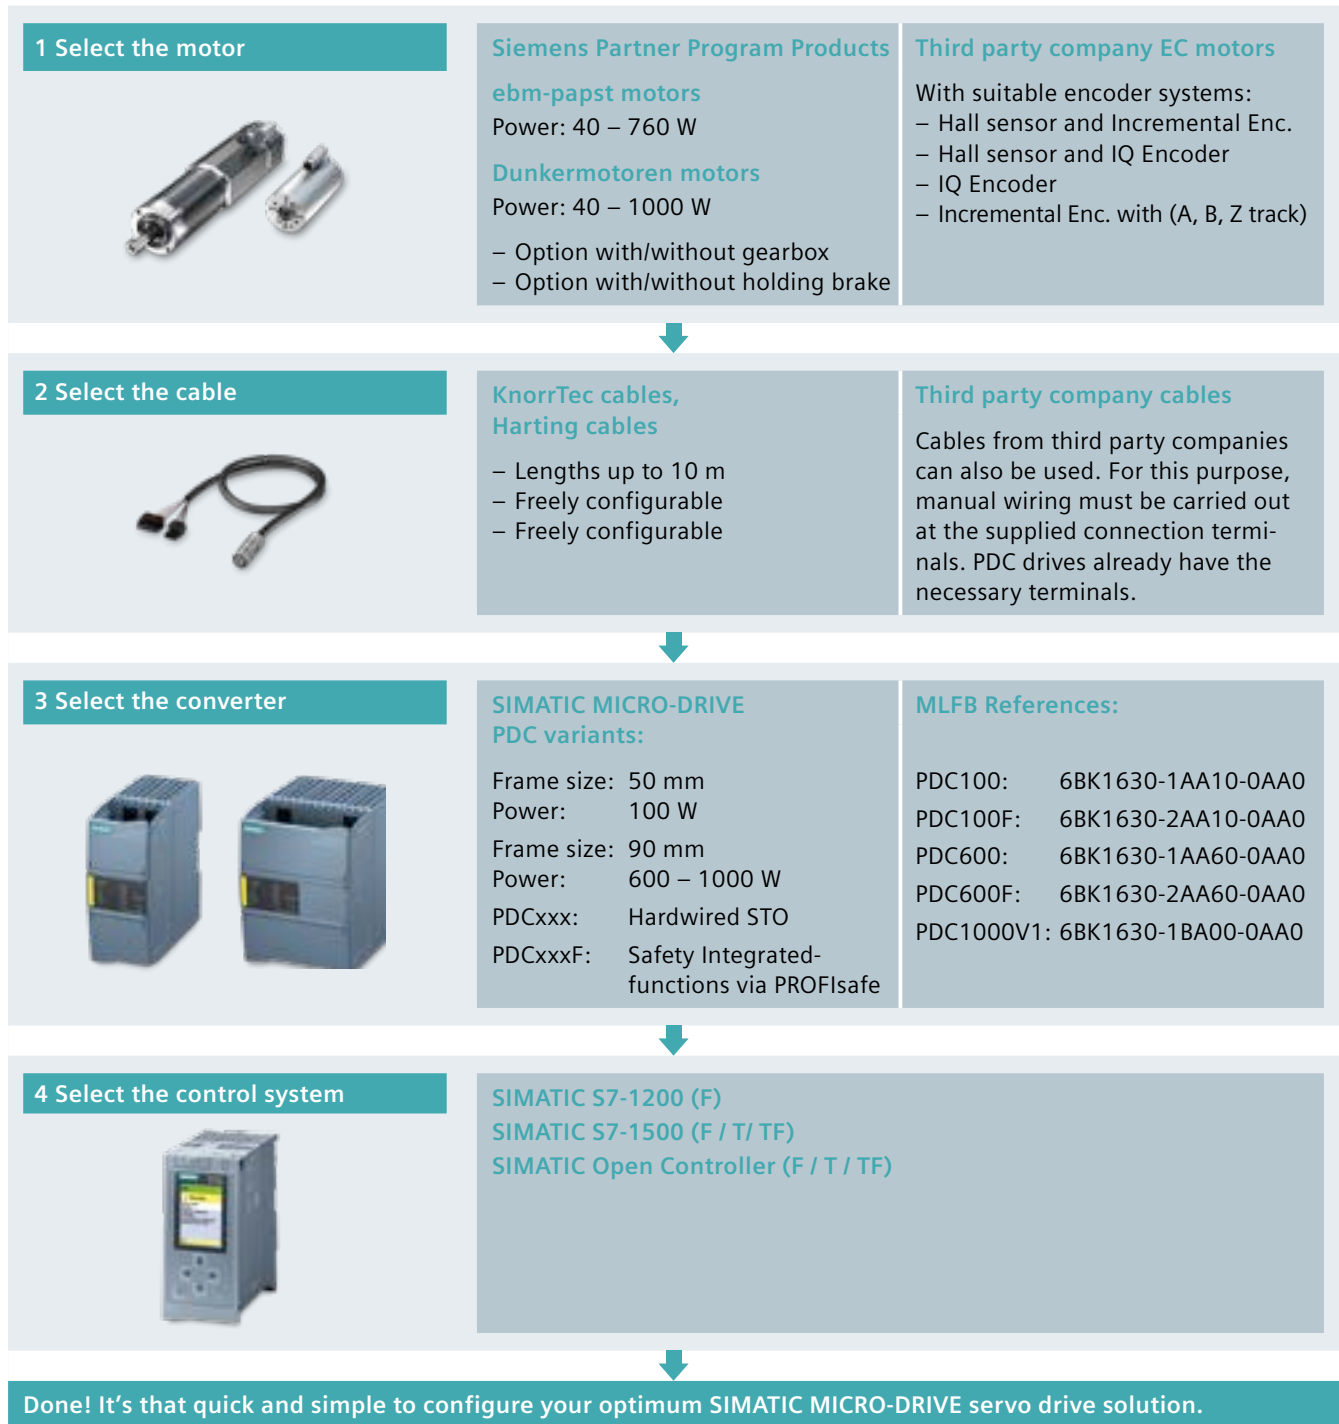 1 Select the motor
Siemens Partner Program Products
ebm-papst motors
Power: 40 – 760 W
Dunkermotoren motors
Power: 40 – 1000 W
– Option with/without gearbox
– Option with/without holding brake
Third party company EC motors
With suitable encoder systems:
– Hall sensor and Incremental Enc.
– Hall sensor and IQ Encoder
– IQ Encoder
– Incremental Enc. with (A, B, Z track)
2 Select the cable
KnorrTec cables,
Harting cables
– Lengths up to 10 m
– Freely configurable
– Freely configurable
Third party company cables
Cables from third party companies
can also be used. For this purpose,
manual wiring must be carried out
at the supplied connection termi-
nals. PDC drives already have the
necessary terminals.
3 Select the converter
SIMATIC MICRO-DRIVE
PDC variants:
Frame size: 50 mm
Power: 100 W
Frame size: 90 mm
Power: 600 – 1000 W
PDCxxx: Hardwired STO
PDCxxxF: Safety Integrated-
functions via PROFIsafe
MLFB References:
PDC100: 6BK1630-1AA10-0AA0
PDC100F: 6BK1630-2AA10-0AA0
PDC600: 6BK1630-1AA60-0AA0
PDC600F: 6BK1630-2AA60-0AA0
PDC1000V1: 6BK1630-1BA00-0AA0
4 Select the control system
SIMATIC S7-1200 (F)
SIMATIC S7-1500 (F / T/ TF)
SIMATIC Open Controller (F / T / TF)
Done! It’s that quick and simple to configure your optimum SIMATIC MICRO-DRIVE servo drive solution.